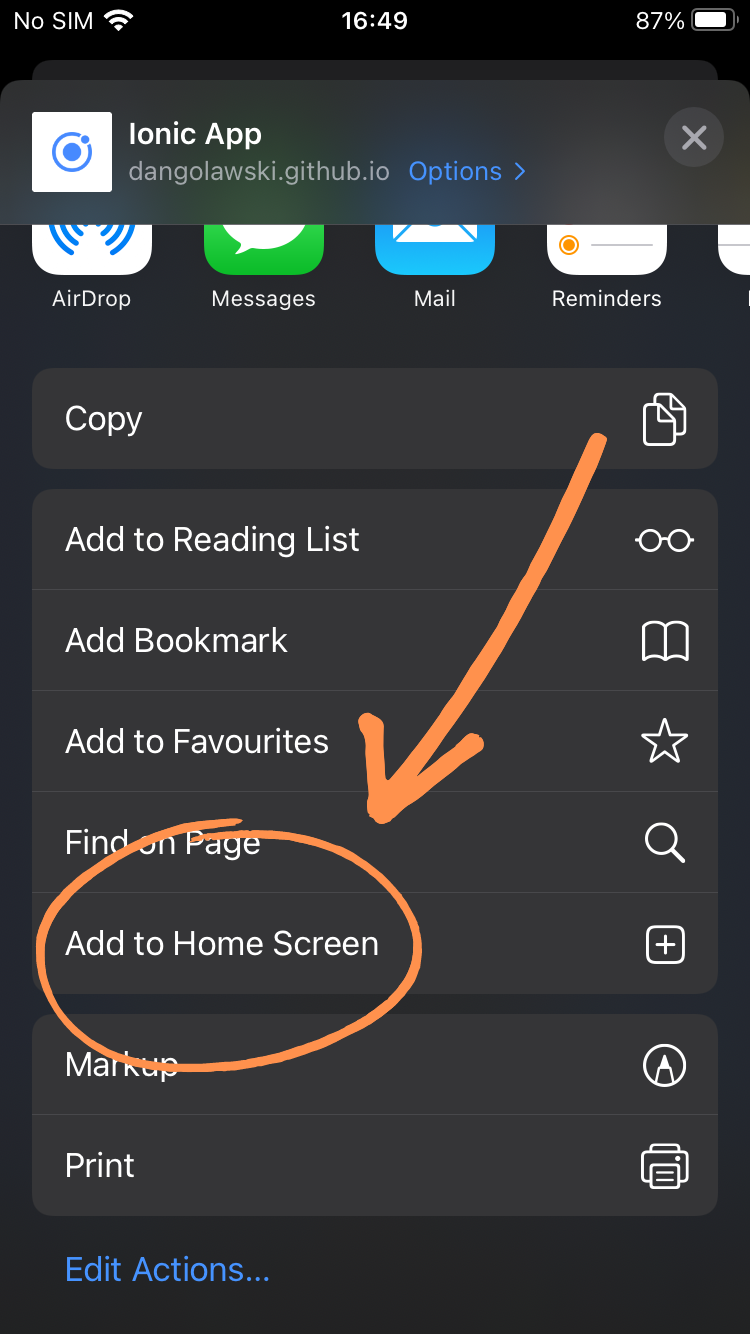 No SIM 16:49 87%
Ionic App
dangolawski.github.io Options
AirDrop Messages Mail Reminders
Copy
Add to Reading List
Add Bookmark
Add to Favourites
Find on Page
Add to Home Screen
Markup
Print
Edit Actions...